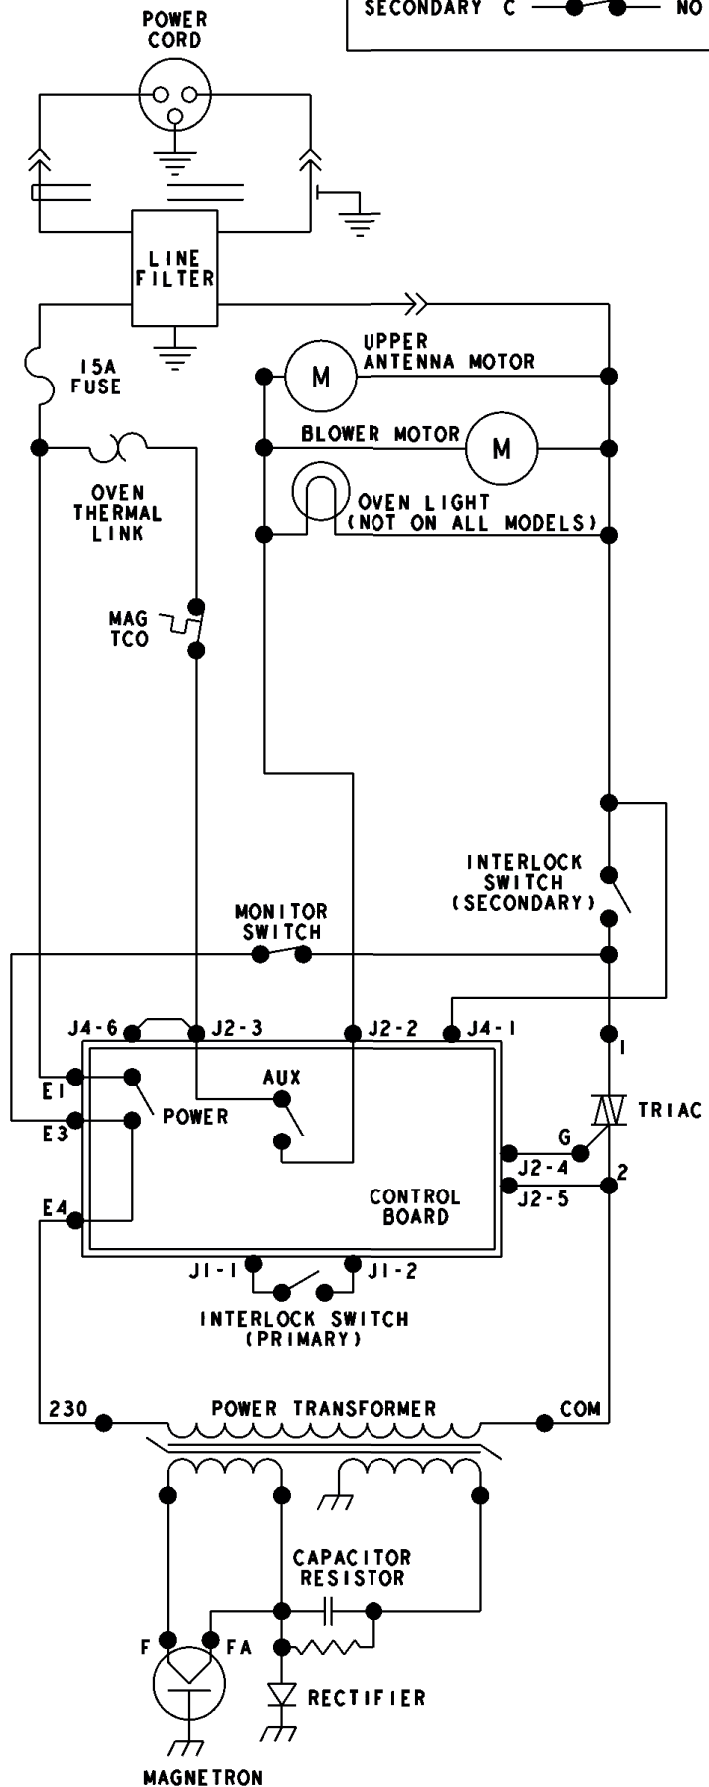 SECONDARY C NO
POWER
CORD
LINE
FILTER
15A
FUSE
UPPER
ANTENNA MOTOR
M
BLOWER MOTOR
M
OVEN
THERMAL
LINK
OVEN LIGHT
(NOT ON ALL MODELS)
MAG
TCO
INTERLOCK
SWITCH
(SECONDARY)
MONITOR
SWITCH
J4-6
J2-3
J2-2
J4-1
1
E1
POWER
AUX
TRIAC
E3
G
J2-4
2
J2-5
E4
CONTROL
BOARD
J1-1
J1-2
INTERLOCK SWITCH
(PRIMARY)
230
POWER TRANSFORMER
COM
CAPACITOR
RESISTOR
F
FA
RECTIFIER
MAGNETRON